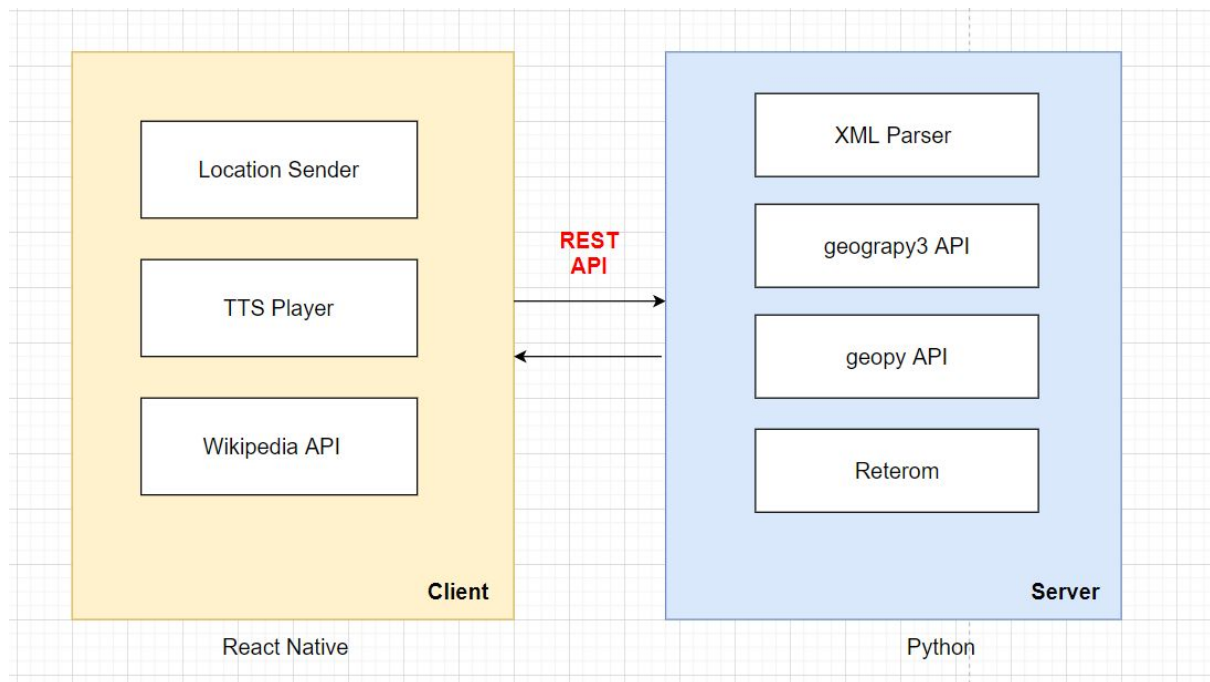 Location Sender
TTS Player
Wikipedia API
Client
React Native
REST
API
XML Parser
geograpy3 API
geopy API
Reterom
Server
Python